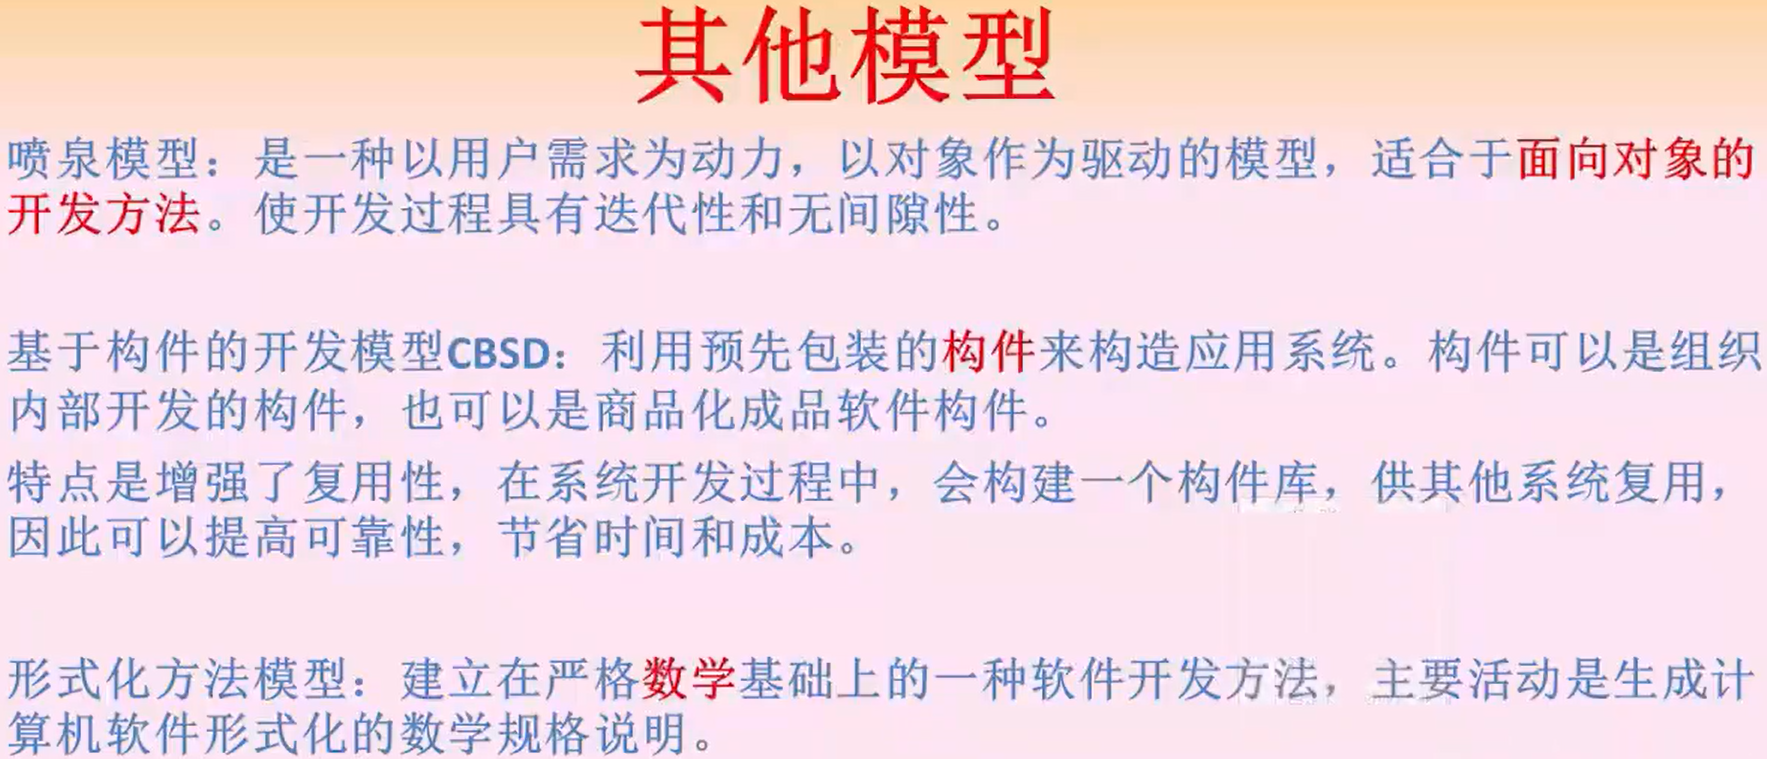 其他模型
喷泉模型：是一种以用户需求为动力，以对象作为驱动的模型，适合于面向对象的
开发方法。使开发过程具有迭代性和无间隙性。
基于构件的开发模型CBSD：利用预先包装的构件来构造应用系统。构件可以是组织
内部开发的构件，也可以是商品化成品软件构件。
特点是增强了复用性，在系统开发过程中，会构建一个构件库，供其他系统复用，
因此可以提高可靠性，节省时间和成本。
形式化方法模型：建立在严格数学基础上的一种软件开发方法，主要活动是生成计
算机软件形式化的数学规格说明。